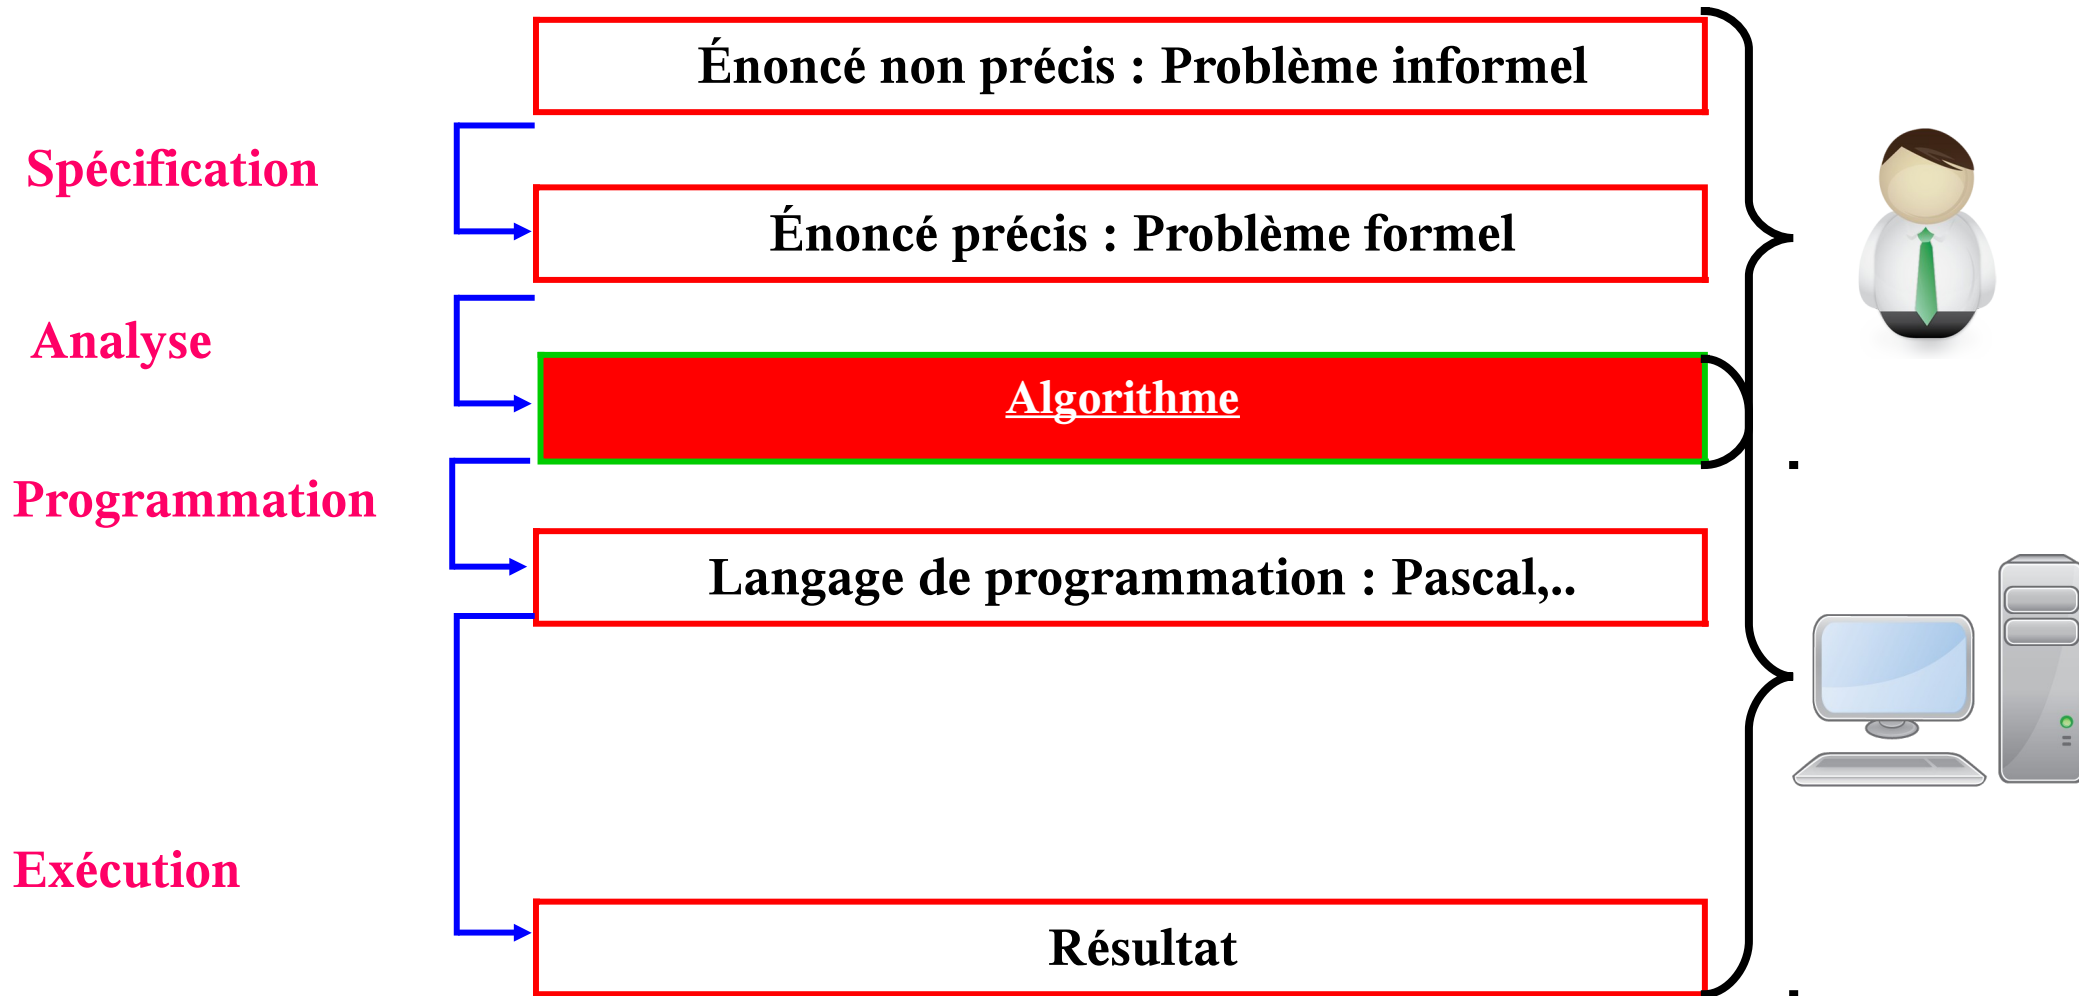 Énoncé non précis : Problème informel
Spécification
Énoncé précis : Problème formel
Analyse
Algorithme
Programmation
Langage de programmation : Pascal,..
Exécution
Résultat